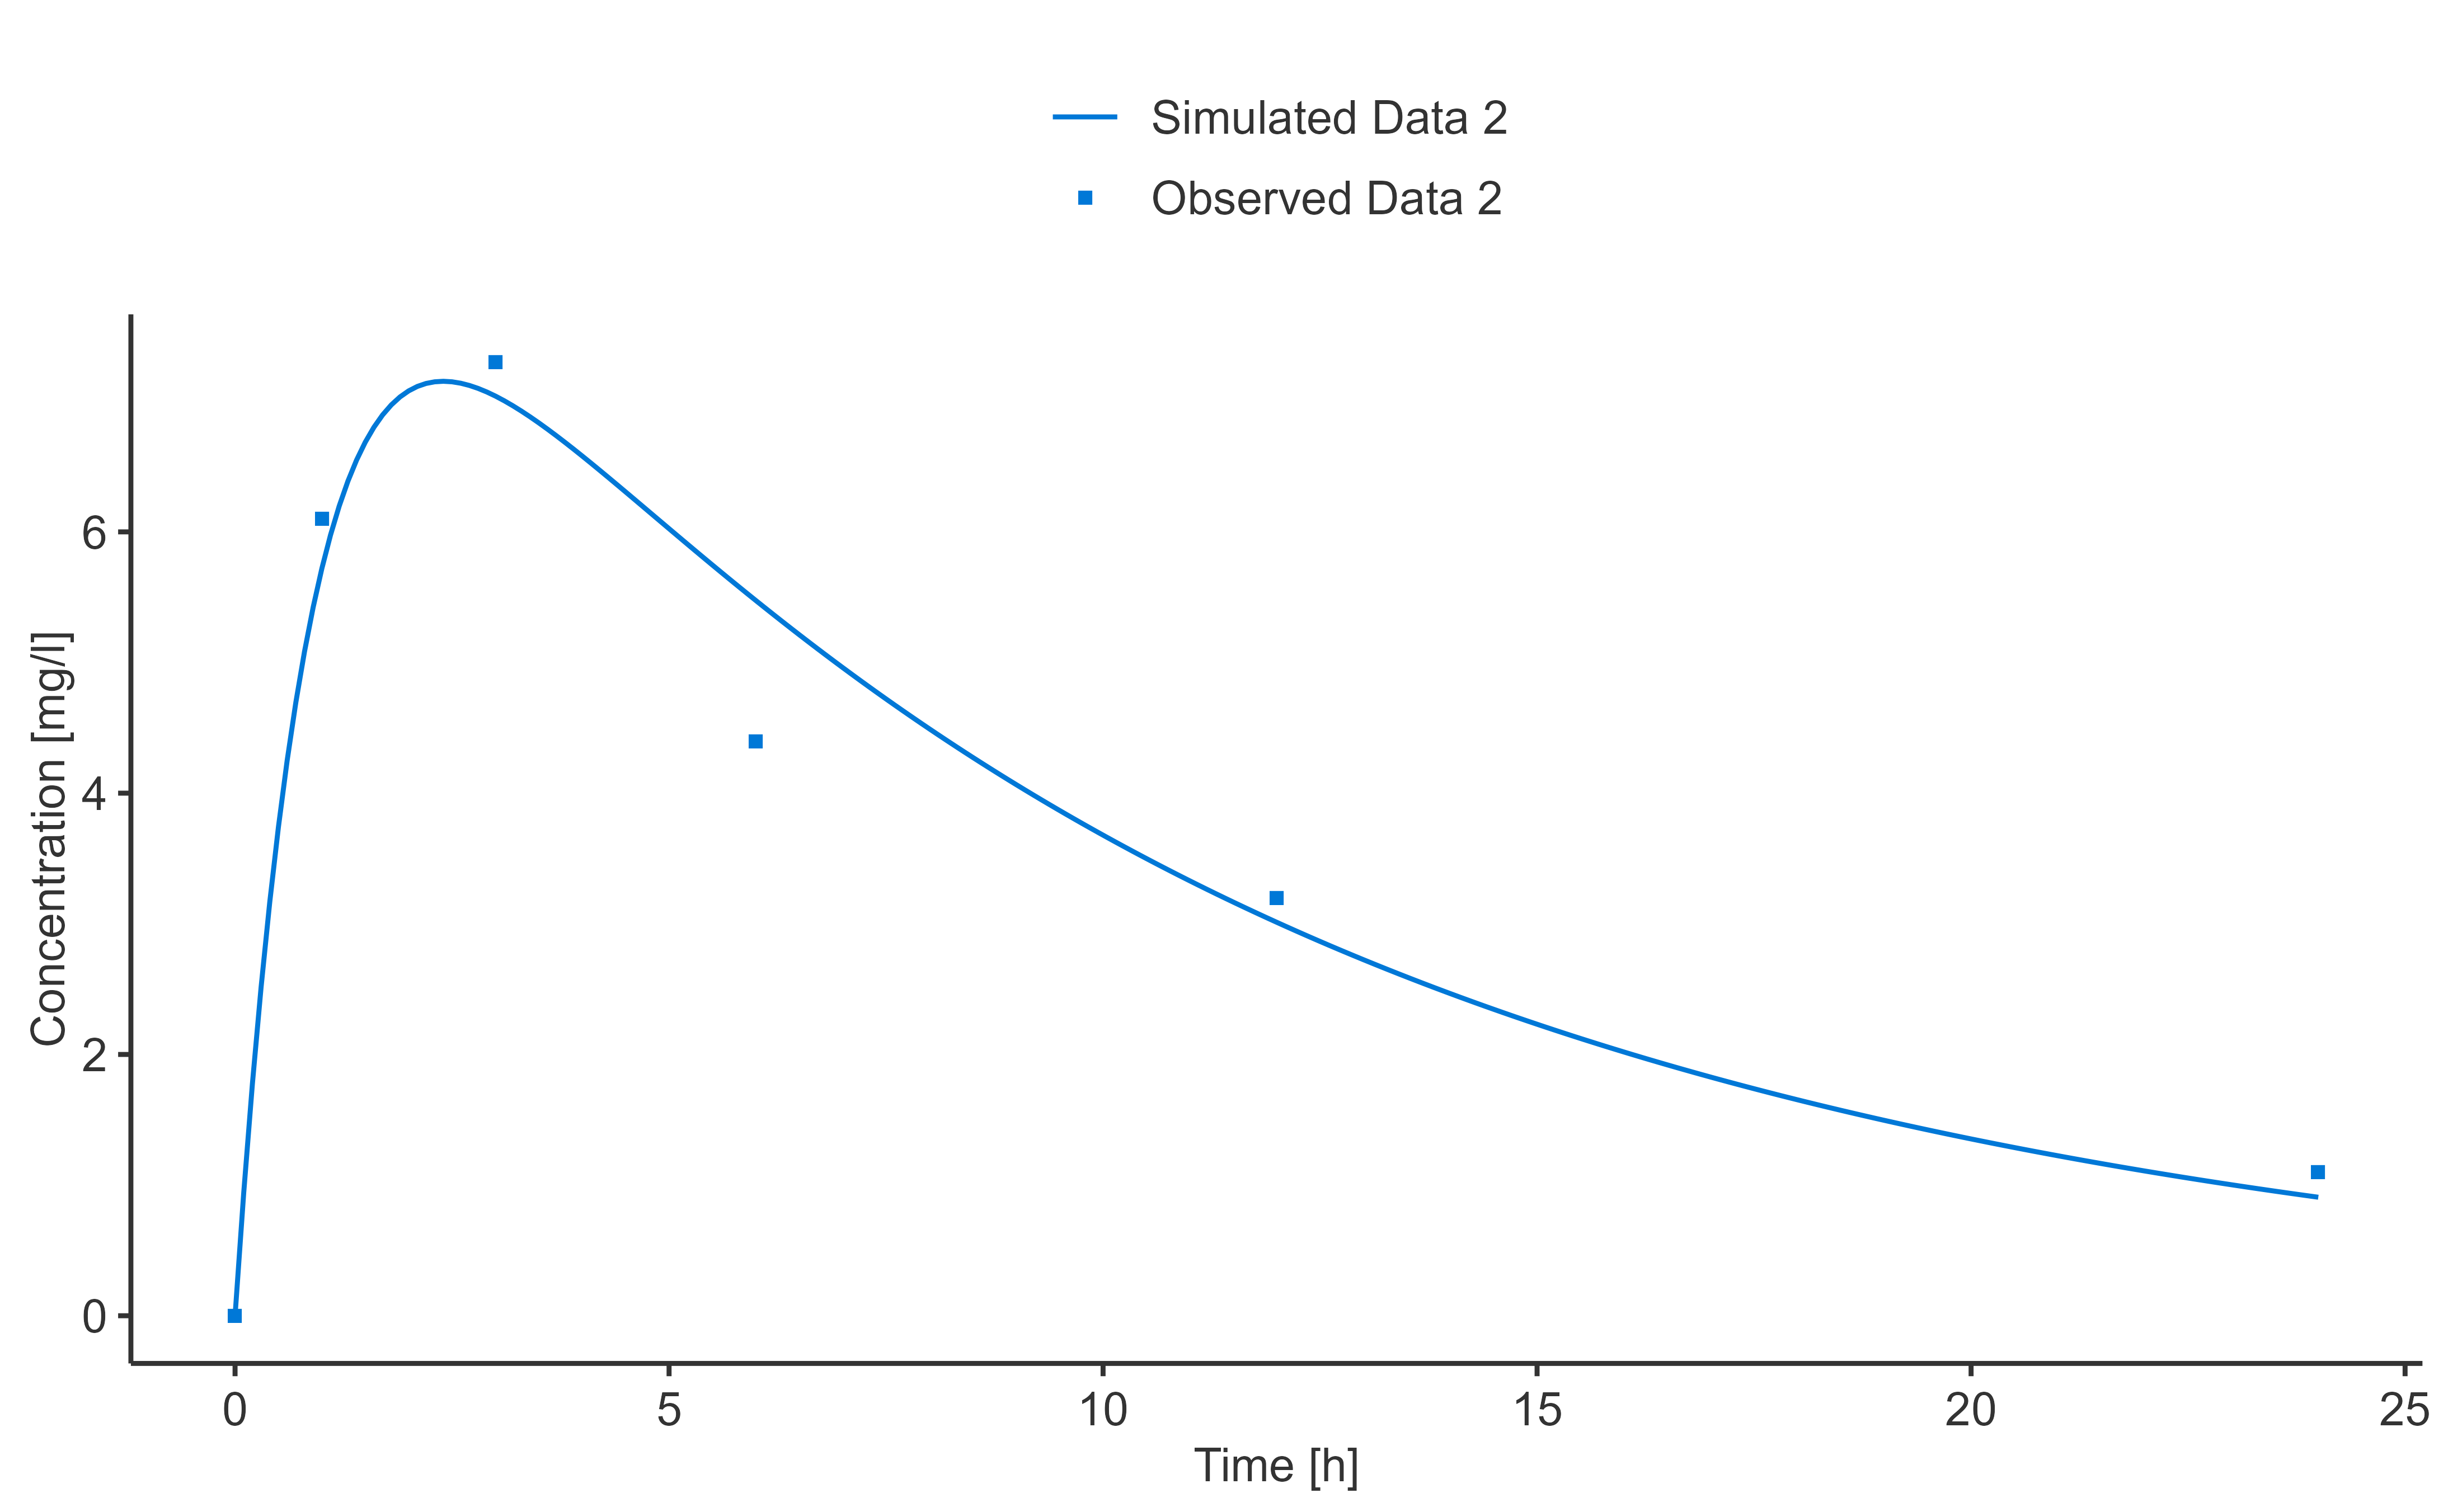 Simulated Data 2
Observed Data 2
Concentration [mg/l]
6
4
2
0
0 5 10 15 20 25
Time [h]